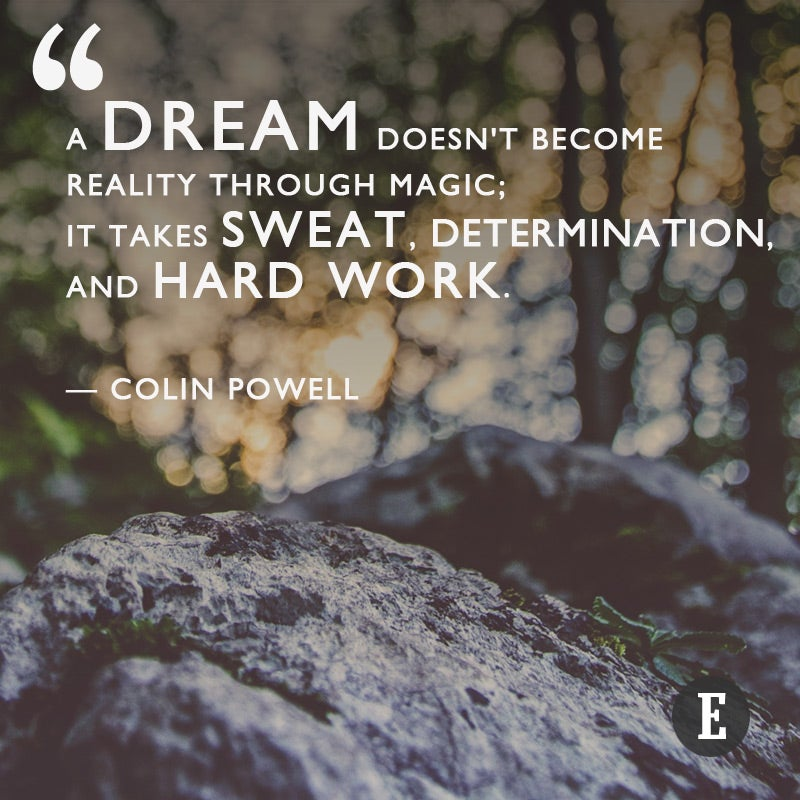 “
A DREAM DOESN'T BECOME
REALITY THROUGH MAGIC;
IT TAKES SWEAT, DETERMINATION,
AND HARD WORK.
— COLIN POWELL
E